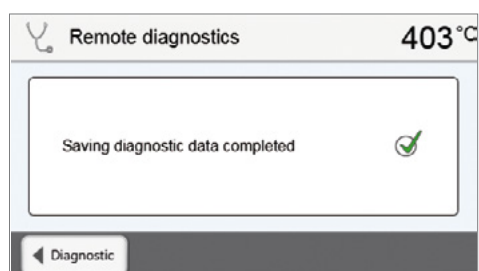 Remote diagnostics 403°C
Saving diagnostic data completed
Diagnostic